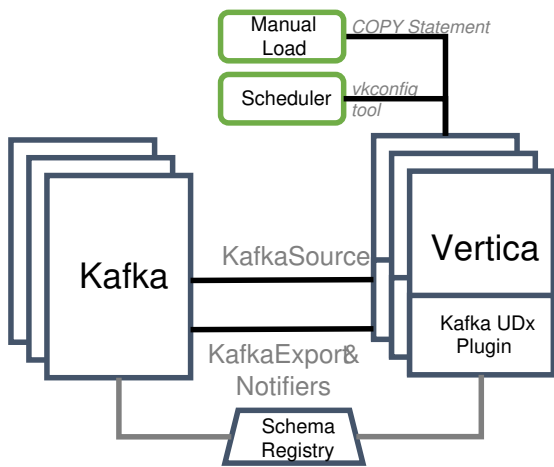 Manual
Load
COPY Statement
Scheduler
vkconfig
tool
Kafka
KafkaSource
Vertica
KafkaExport&
Notifiers
Kafka UDx
Plugin
Schema
Registry